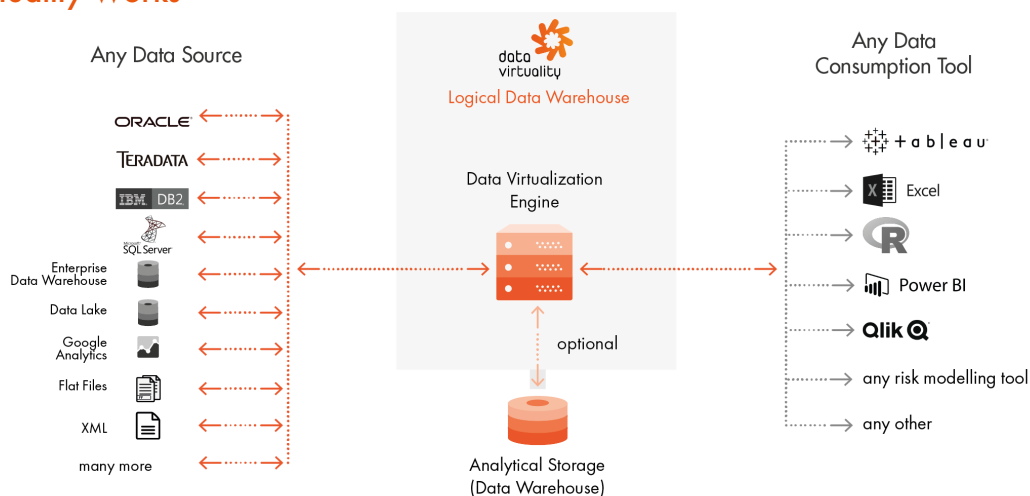 Works
Any Data Source
ORACLE
TERADATA
IBM DB2
Microsoft
SQL Server
Enterprise
Data Warehouse
Data Lake
Google
Analytics
Flat Files
XML
many more
data
virtuality
Logical Data Warehouse
Data Virtualization
Engine
optional
Analytical Storage
(Data Warehouse)
Any Data
Consumption Tool
+ a b l e a u
X Excel
R
Power BI
Qlik Q
any risk modelling tool
any other